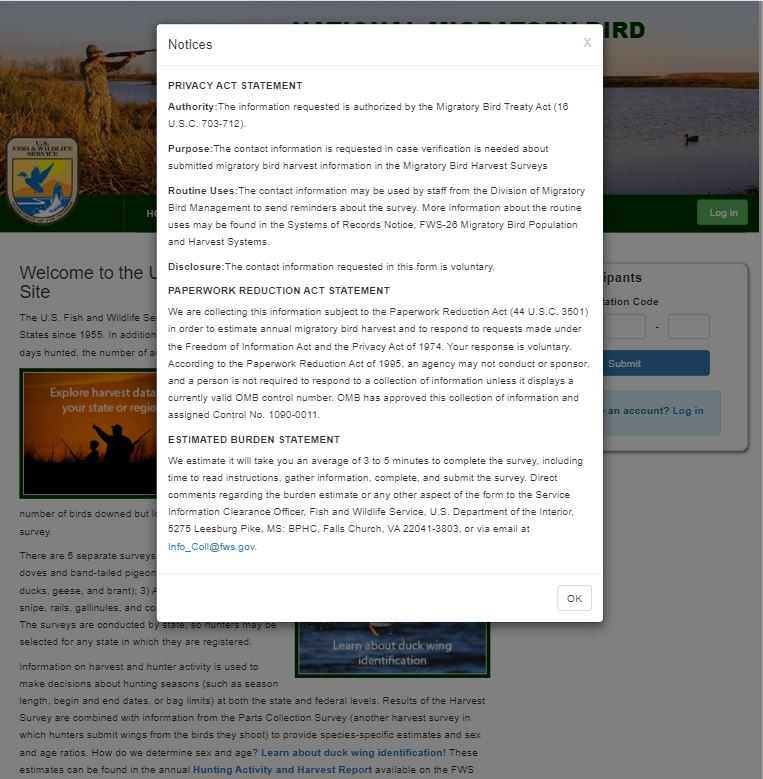 NATIONAL MIGRATORY BIRD
Notices
X
PRIVACY ACT STATEMENT
Authority:The information requested is authorized by the Migratory Bird Treaty Act (16
U.S.C. 703-712).
Purpose:The contact information is requested in case verification is needed about
submitted migratory bird harvest information in the Migratory Bird Harvest Surveys
Routine Uses:The contact information may be used by staff from the Division of Migratory
Bird Management to send reminders about the survey. More information about the routine
uses may be found in the Systems of Records Notice, FWS-26 Migratory Bird Population
and Harvest Systems.
Disclosure:The contact information requested in this form is voluntary.
PAPERWORK REDUCTION ACT STATEMENT
We are collecting this information subject to the Paperwork Reduction Act (44 U.S.C. 3501)
in order to estimate annual migratory bird harvest and to respond to requests made under
the Freedom of Information Act and the Privacy Act of 1974. Your response is voluntary.
According to the Paperwork Reduction Act of 1995, an agency may not conduct or sponsor,
and a person is not required to respond to a collection of information unless it displays a
currently valid OMB control number. OMB has approved this collection of information and
assigned Control No. 1090-0011.
ESTIMATED BURDEN STATEMENT
We estimate it will take you an average of 3 to 5 minutes to complete the survey, including
time to read instructions, gather information, complete, and submit the survey. Direct
comments regarding the burden estimate or any other aspect of the form to the Service
Information Clearance Officer, Fish and Wildlife Service, U.S. Department of the Interior,
5275 Leesburg Pike, MS: BPHC, Falls Church, VA 22041-3803, or via email at
Info_Coll@fws.gov.
OK
U.S.
FISH & WILDLIFE
SERVICE
DEPARTMENT OF THE INTERIOR
Log in
Welcome to the
Site
The U.S. Fish and Wildlife
States since 1955. In addition
days hunted, the number of
Explore harvest data
your state or
number of birds downed but
survey.
There are 5 separate surveys
doves and band-tailed
ducks, geese, and brant); 3)
snipe, rails, gallinules, and
The surveys are conducted by state, so hunters may be
selected for any state in which they are registered.
Learn about duck wing
identification
Information on harvest and hunter activity is used to
make decisions about hunting seasons (such as season
length, begin and end dates, or bag limits) at both the state and federal levels. Results of the Harvest
Survey are combined with information from the Parts Collection Survey (another harvest survey in
which hunters submit wings from the birds they shoot) to provide species-specific estimates and sex
and age ratios. How do we determine sex and age? Learn about duck wing identification! These
estimates can be found in the annual Hunting Activity and Harvest Report available on the FWS
Code
-
Submit
an account? Log in